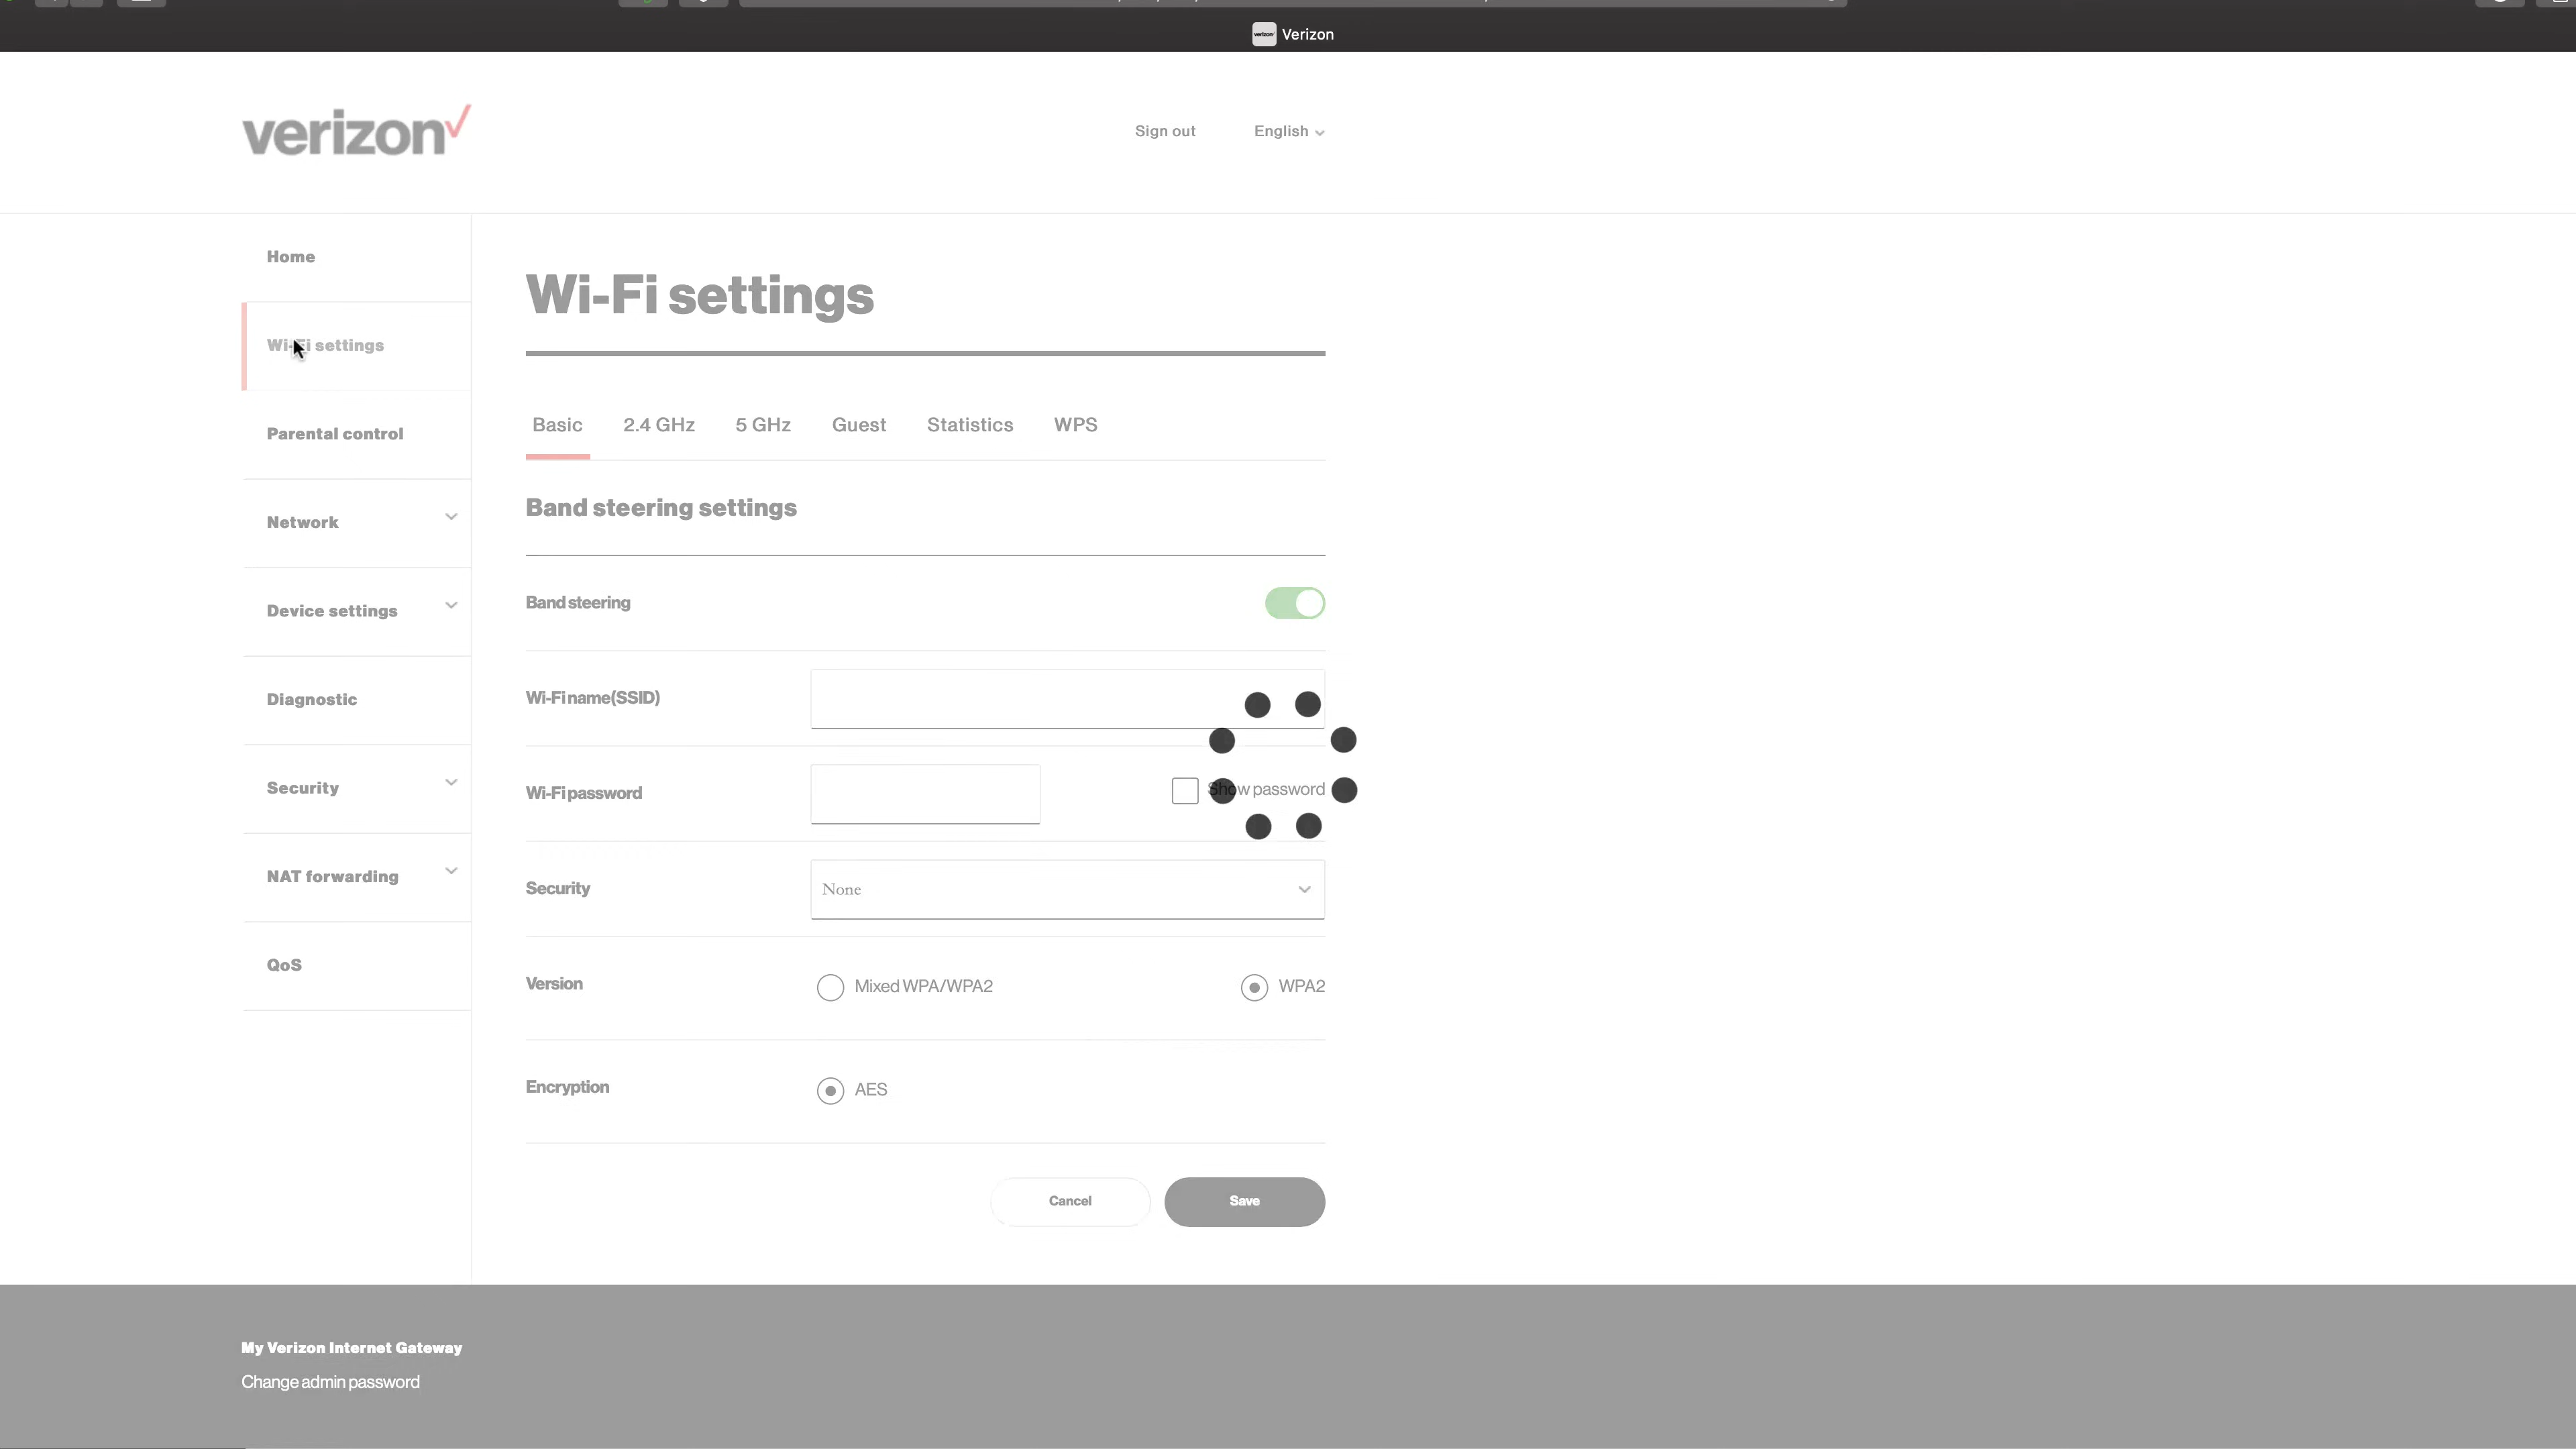 verizon
Verizon
verizon
Sign out
English
Home
Wi-Fi settings
Parental control
Network
Device settings
Diagnostic
Security
NAT forwarding
QoS
Wi-Fi settings
Basic
2.4 GHz
5 GHz
Guest
Statistics
WPS
Band steering settings
Band steering
Wi-Fi name(SSID)
Wi-Fi password
Show password
Security
None
Version
Mixed WPA/WPA2
WPA2
Encryption
AES
Cancel
Save
My Verizon Internet Gateway
Change admin password